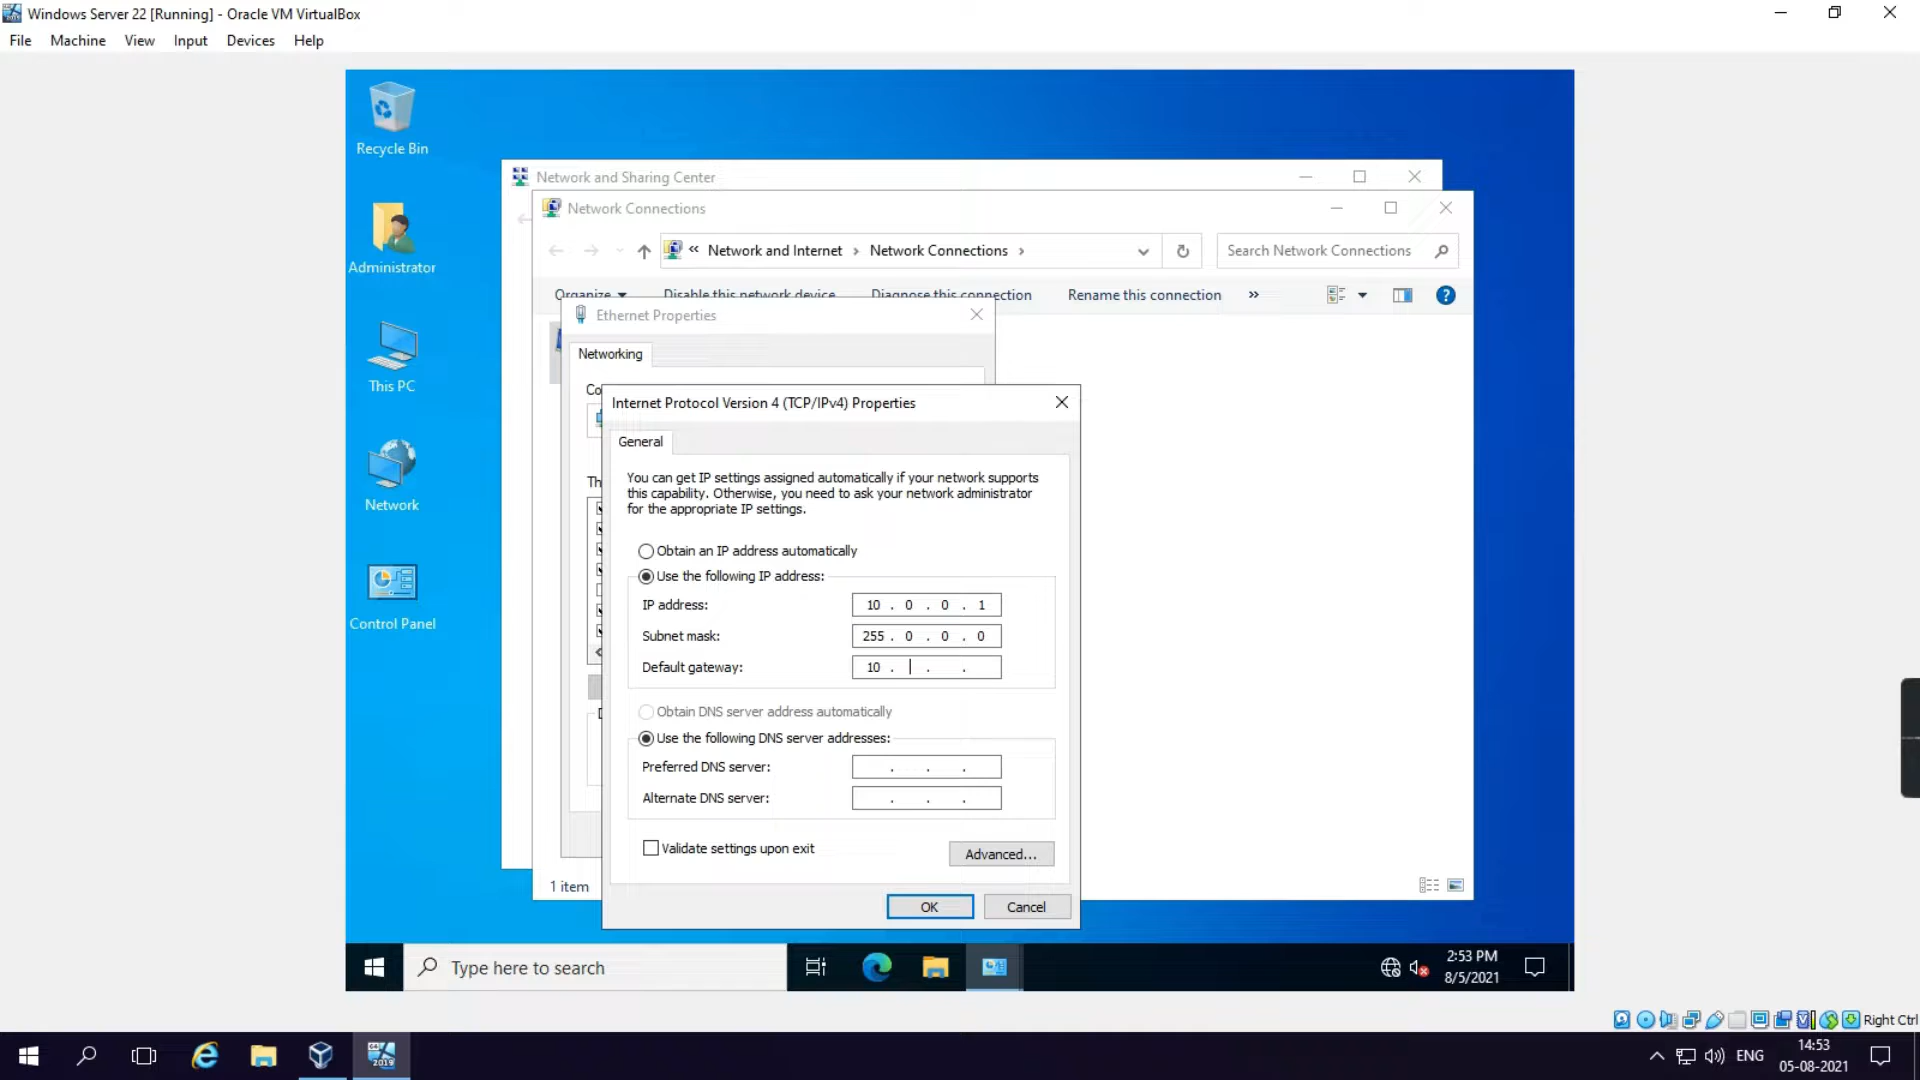 Windows Server 22 [Running] - Oracle VM VirtualBox
File Machine View Input Devices Help
Recycle Bin
Administrator
This PC
Network
Control Panel
Network and Sharing Center
Network Connections
« Network and Internet › Network Connections ›
Search Network Connections
Organize Disable this network device Diagnose this connection Rename this connection »
Ethernet Properties
Networking
Co
Th
Internet Protocol Version 4 (TCP/IPv4) Properties
General
You can get IP settings assigned automatically if your network supports
this capability. Otherwise, you need to ask your network administrator
for the appropriate IP settings.
Obtain an IP address automatically
Use the following IP address:
IP address: 10 . 0 . 0 . 1
Subnet mask: 255 . 0 . 0 . 0
Default gateway: 10 . . .
Obtain DNS server address automatically
Use the following DNS server addresses:
Preferred DNS server: . . .
Alternate DNS server: . . .
Validate settings upon exit
Advanced...
OK Cancel
1 item
Type here to search
2:53 PM
8/5/2021
Right Ctrl
2019
ENG
14:53
05-08-2021